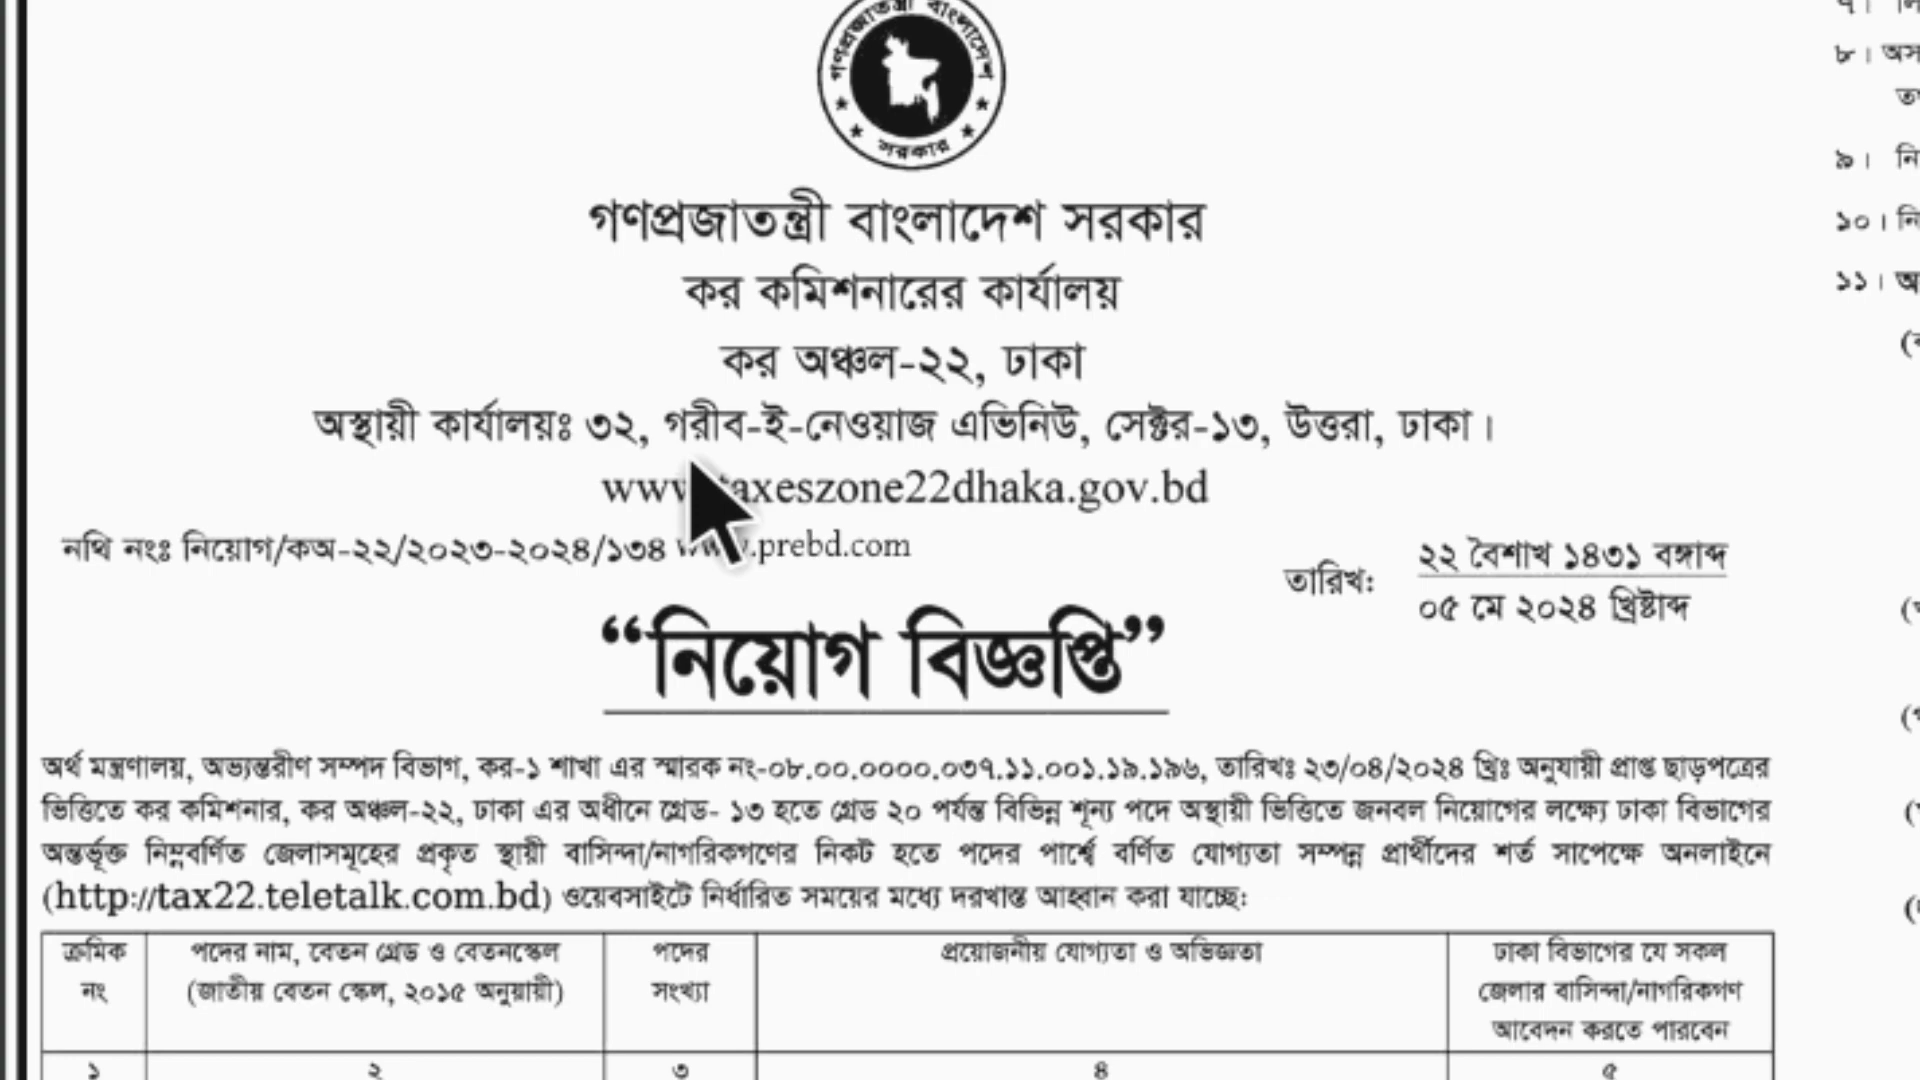 গণপ্রজাতন্ত্রী বাংলাদেশ
সরকার
গণপ্রজাতন্ত্রী বাংলাদেশ সরকার
কর কমিশনারের কার্যালয়
কর অঞ্চল-২২, ঢাকা
অস্থায়ী কার্যালয়ঃ ৩২, গরীব-ই-নেওয়াজ এভিনিউ, সেক্টর-১৩, উত্তরা, ঢাকা।
www.taxeszone22dhaka.gov.bd
নথি নংঃ নিয়োগ/কঅ-২২/২০২৩-২০২৪/১৩৪ www.prebd.com
তারিখ: ২২ বৈশাখ ১৪৩১ বঙ্গাব্দ
০৫ মে ২০২৪ খ্রিষ্টাব্দ
“নিয়োগ বিজ্ঞপ্তি”
অর্থ মন্ত্রণালয়, অভ্যন্তরীণ সম্পদ বিভাগ, কর-১ শাখা এর স্মারক নং-০৮.০০.০০০০.০৩৭.১১.০০১.১৯.১৯৬, তারিখঃ ২৩/০৪/২০২৪ খ্রিঃ অনুযায়ী প্রাপ্ত ছাড়পত্রের
ভিত্তিতে কর কমিশনার, কর অঞ্চল-২২, ঢাকা এর অধীনে গ্রেড- ১৩ হতে গ্রেড ২০ পর্যন্ত বিভিন্ন শূন্য পদে অস্থায়ী ভিত্তিতে জনবল নিয়োগের লক্ষ্যে ঢাকা বিভাগের
অন্তর্ভূক্ত নিম্নবর্ণিত জেলাসমূহের প্রকৃত স্থায়ী বাসিন্দা/নাগরিকগণের নিকট হতে পদের পার্শ্বে বর্ণিত যোগ্যতা সম্পন্ন প্রার্থীদের শর্ত সাপেক্ষে অনলাইনে
(http://tax22.teletalk.com.bd) ওয়েবসাইটে নির্ধারিত সময়ের মধ্যে দরখাস্ত আহ্বান করা যাচ্ছে:
ক্রমিক নং
পদের নাম, বেতন গ্রেড ও বেতনস্কেল
(জাতীয় বেতন স্কেল, ২০১৫ অনুয়ায়ী)
পদের সংখ্যা
প্রয়োজনীয় যোগ্যতা ও অভিজ্ঞতা
ঢাকা বিভাগের যে সকল
জেলার বাসিন্দা/নাগরিকগণ
আবেদন করতে পারবেন
১ ২ ৩ ৪ ৫
৮।
৯।
১০।
১১।